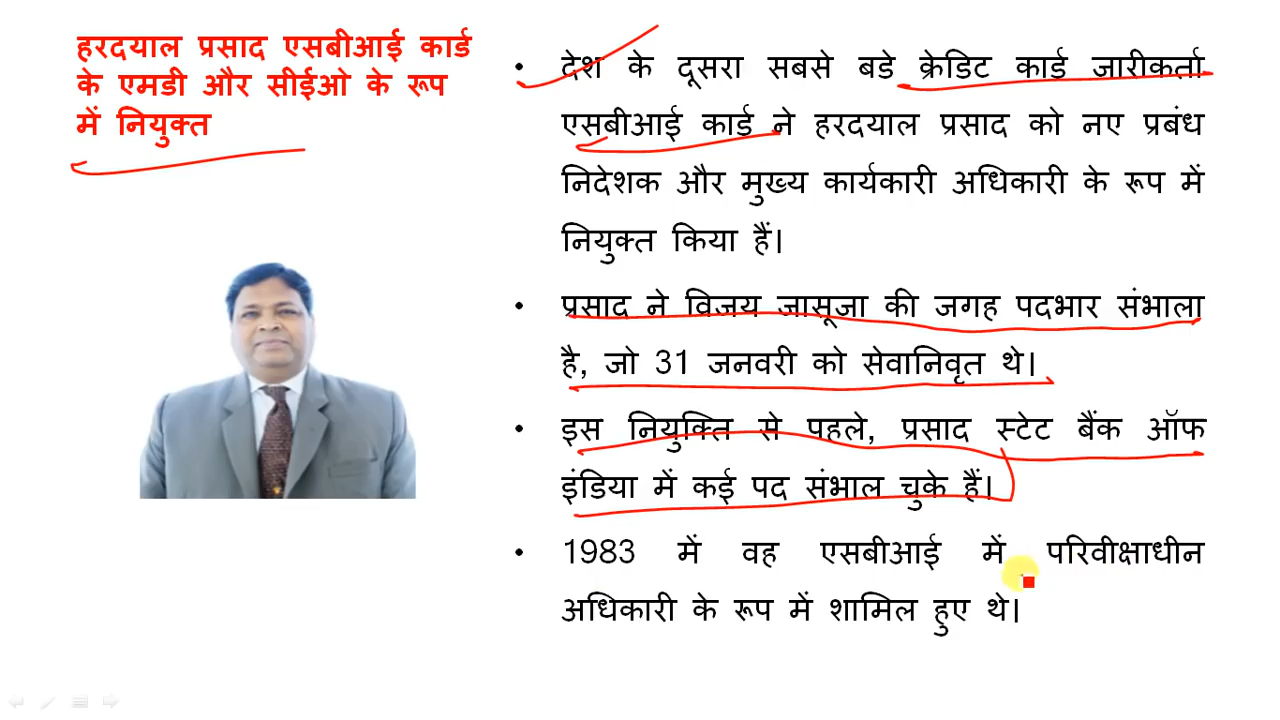 हरदयाल प्रसाद एसबीआई कार्ड
के एमडी और सीईओ के रूप
में नियुक्त
• देश के दूसरा सबसे बडे क्रेडिट कार्ड जारीकर्ता
एसबीआई कार्ड ने हरदयाल प्रसाद को नए प्रबंध
निदेशक और मुख्य कार्यकारी अधिकारी के रूप में
नियुक्त किया हैं।
• प्रसाद ने विजय जासूजा की जगह पदभार संभाला
है, जो 31 जनवरी को सेवानिवृत थे।
• इस नियुक्ति से पहले, प्रसाद स्टेट बैंक ऑफ
इंडिया में कई पद संभाल चुके हैं।
• 1983 में वह एसबीआई में परिवीक्षाधीन
अधिकारी के रूप में शामिल हुए थे।